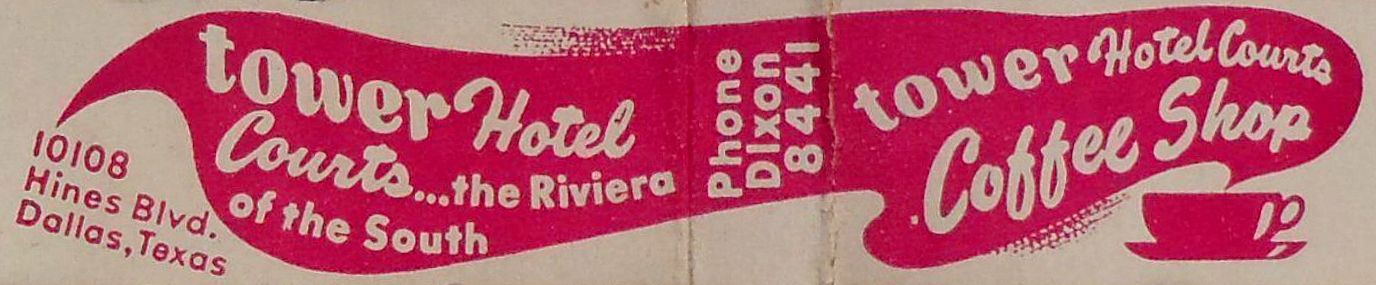 tower Hotel
Courts...the Riviera
of the South
10108
Hines Blvd.
Dallas, Texas
Phone
DIxon
8441
tower Hotel Courts
Coffee Shop